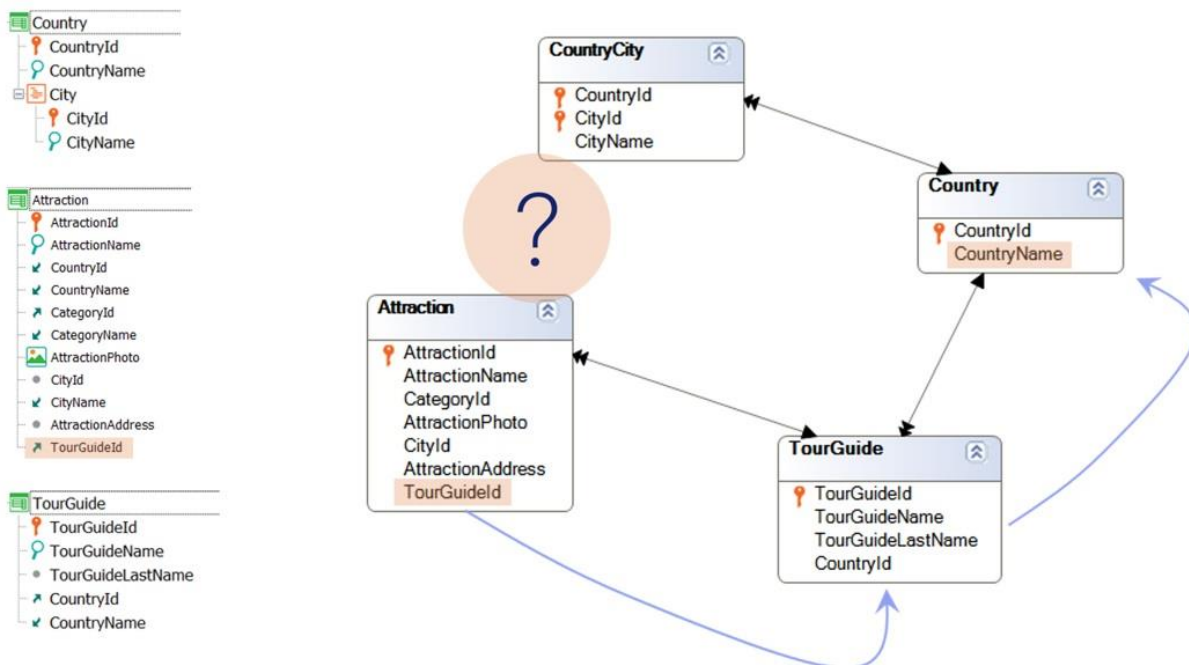 Country
CountryId
CountryName
City
CityId
CityName
Attraction
AttractionId
AttractionName
CountryId
CountryName
CategoryId
CategoryName
AttractionPhoto
CityId
CityName
AttractionAddress
TourGuideId
TourGuide
TourGuideId
TourGuideName
TourGuideLastName
CountryId
CountryName
CountryCity
CountryId
CityId
CityName
?
Country
CountryId
CountryName
Attraction
AttractionId
AttractionName
CategoryId
AttractionPhoto
CityId
AttractionAddress
TourGuideId
TourGuide
TourGuideId
TourGuideName
TourGuideLastName
CountryId